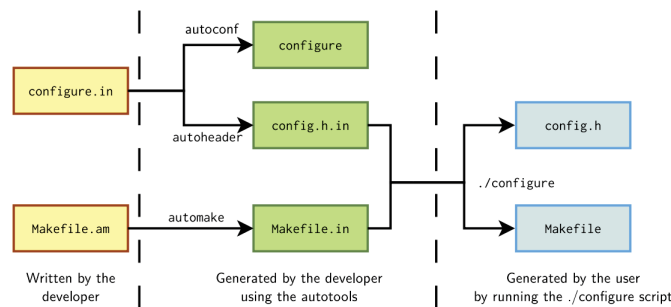 autoconf
configure
configure.in
autoheader
config.h.in
config.h
./configure
Makefile.am
automake
Makefile.in
Makefile
Written by the
developer
Generated by the developer
using the autotools
Generated by the user
by running the ./configure script